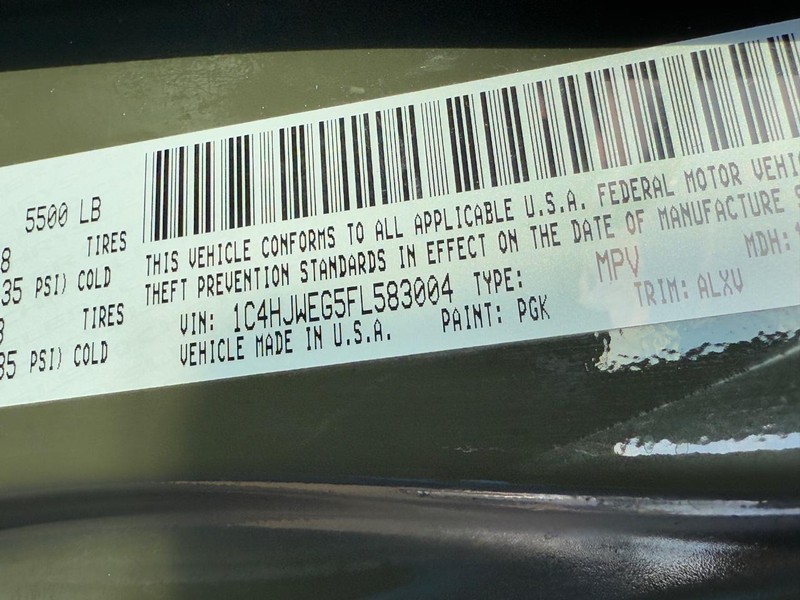 5500 LB
8 TIRES
35 PSI) COLD
TIRES
35 PSI) COLD
THIS VEHICLE CONFORMS TO ALL APPLICABLE U.S.A. FEDERAL MOTOR VEHI
THEFT PREVENTION STANDARDS IN EFFECT ON THE DATE OF MANUFACTURE
VIN: 1C4HJWEG5FL583004 TYPE: MPV MDH:
VEHICLE MADE IN U.S.A. PAINT: PGK TRIM: ALXV